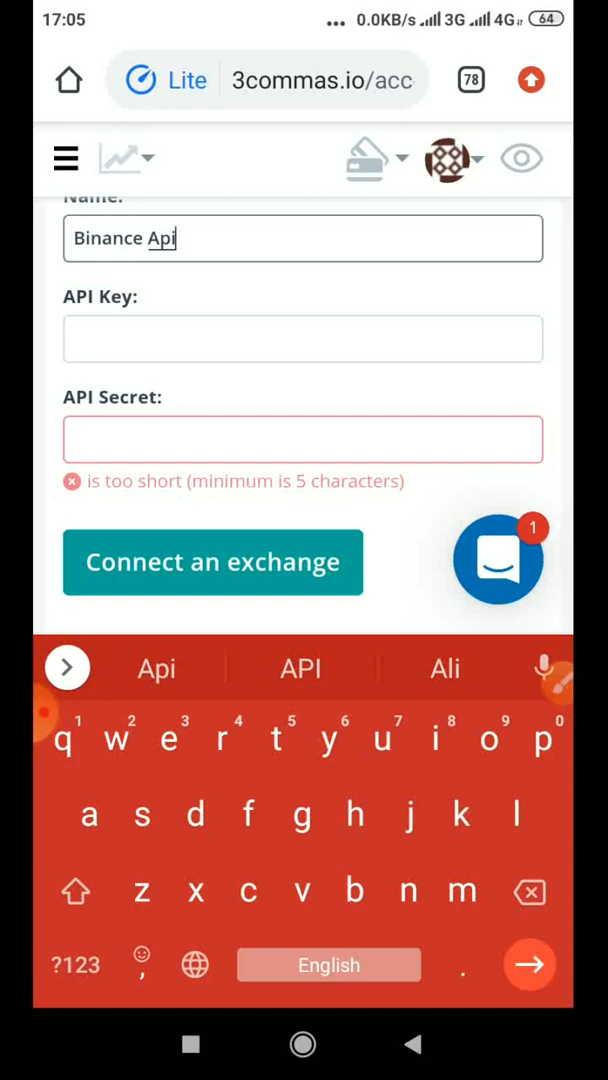 17:05 ... 0.0KB/s 3G 4G 64
Lite 3commas.io/acc 78
Name:
Binance Api
API Key:
API Secret:
is too short (minimum is 5 characters)
Connect an exchange
1
Api API Ali
1 2 3 4 5 6 7 8 9 0
q w e r t y u i o p
a s d f g h j k l
z x c v b n m
?123 , English .